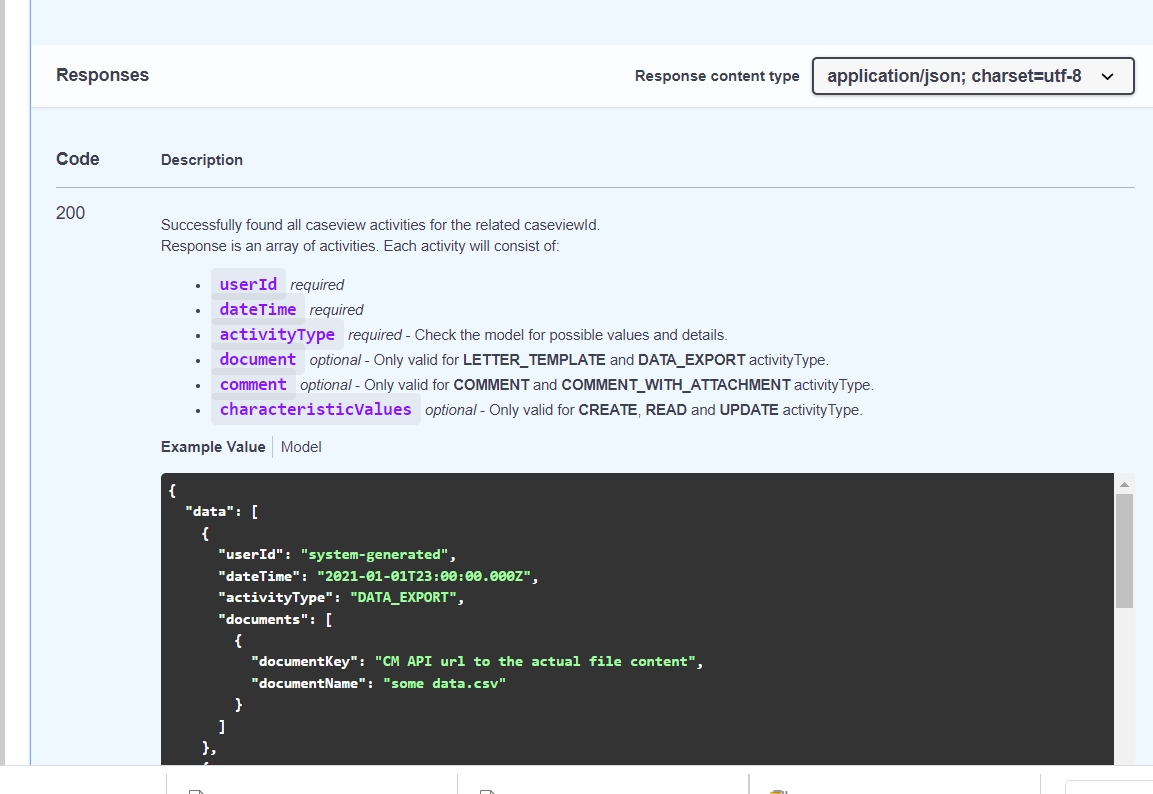 Responses
Response content type
application/json; charset=utf-8
Code
Description
200
Successfully found all caseview activities for the related caseviewId.
Response is an array of activities. Each activity will consist of:
• userId required
• dateTime required
• activityType required - Check the model for possible values and details.
• document optional - Only valid for LETTER_TEMPLATE and DATA_EXPORT activityType.
• comment optional - Only valid for COMMENT and COMMENT_WITH_ATTACHMENT activityType.
• characteristicValues optional - Only valid for CREATE, READ and UPDATE activityType.
Example Value
Model
{
"data": [
{
"userId": "system-generated",
"dateTime": "2021-01-01T23:00:00.000Z",
"activityType": "DATA_EXPORT",
"documents": [
{
"documentKey": "CM API url to the actual file content",
"documentName": "some data.csv"
}
]
},